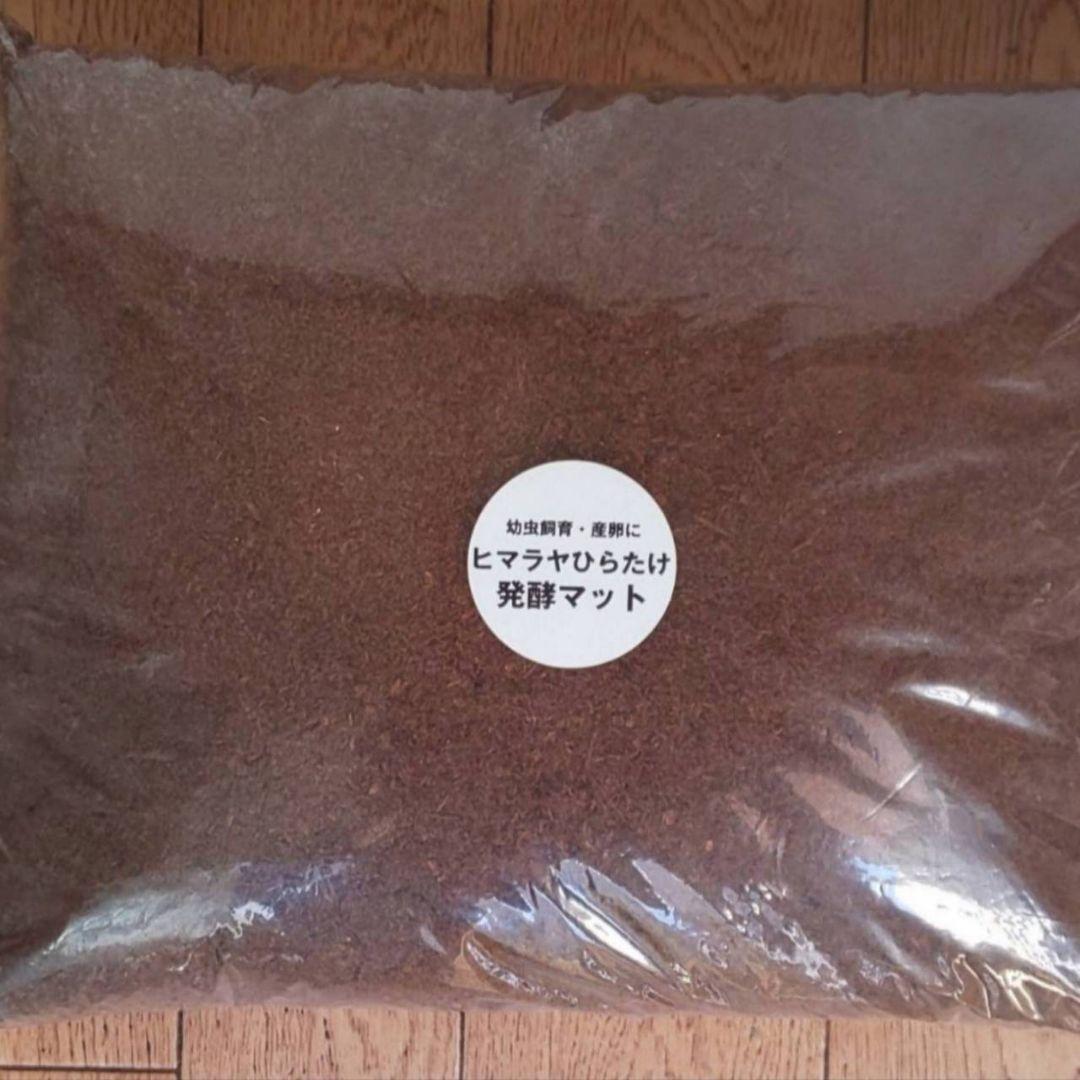 幼虫飼育・産卵に
ヒマラヤひらたけ
発酵マット